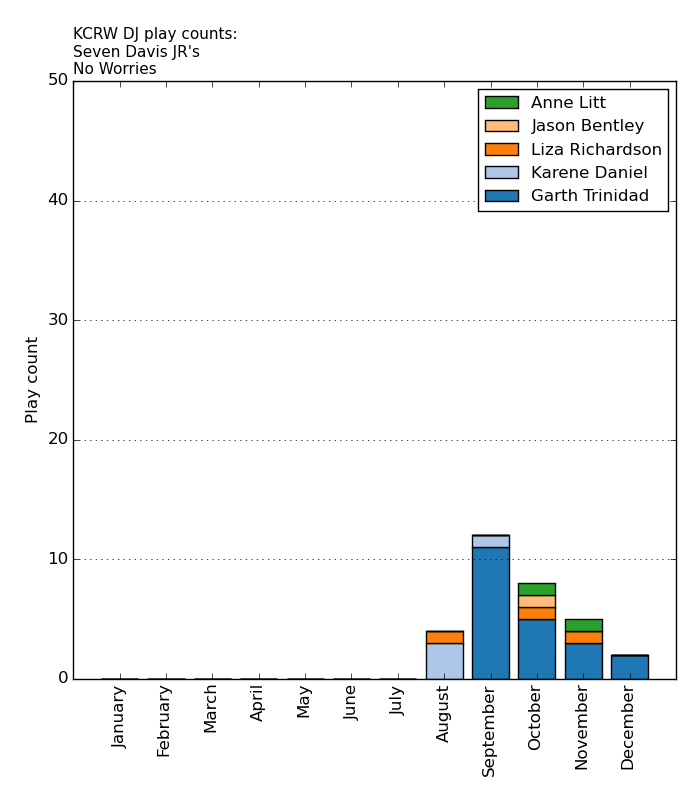 KCRW DJ play counts:
Seven Davis JR's
No Worries
50
40
30
20
10
0
Play count
Anne Litt
Jason Bentley
Liza Richardson
Karene Daniel
Garth Trinidad
January
February
March
April
May
June
July
August
September
October
November
December